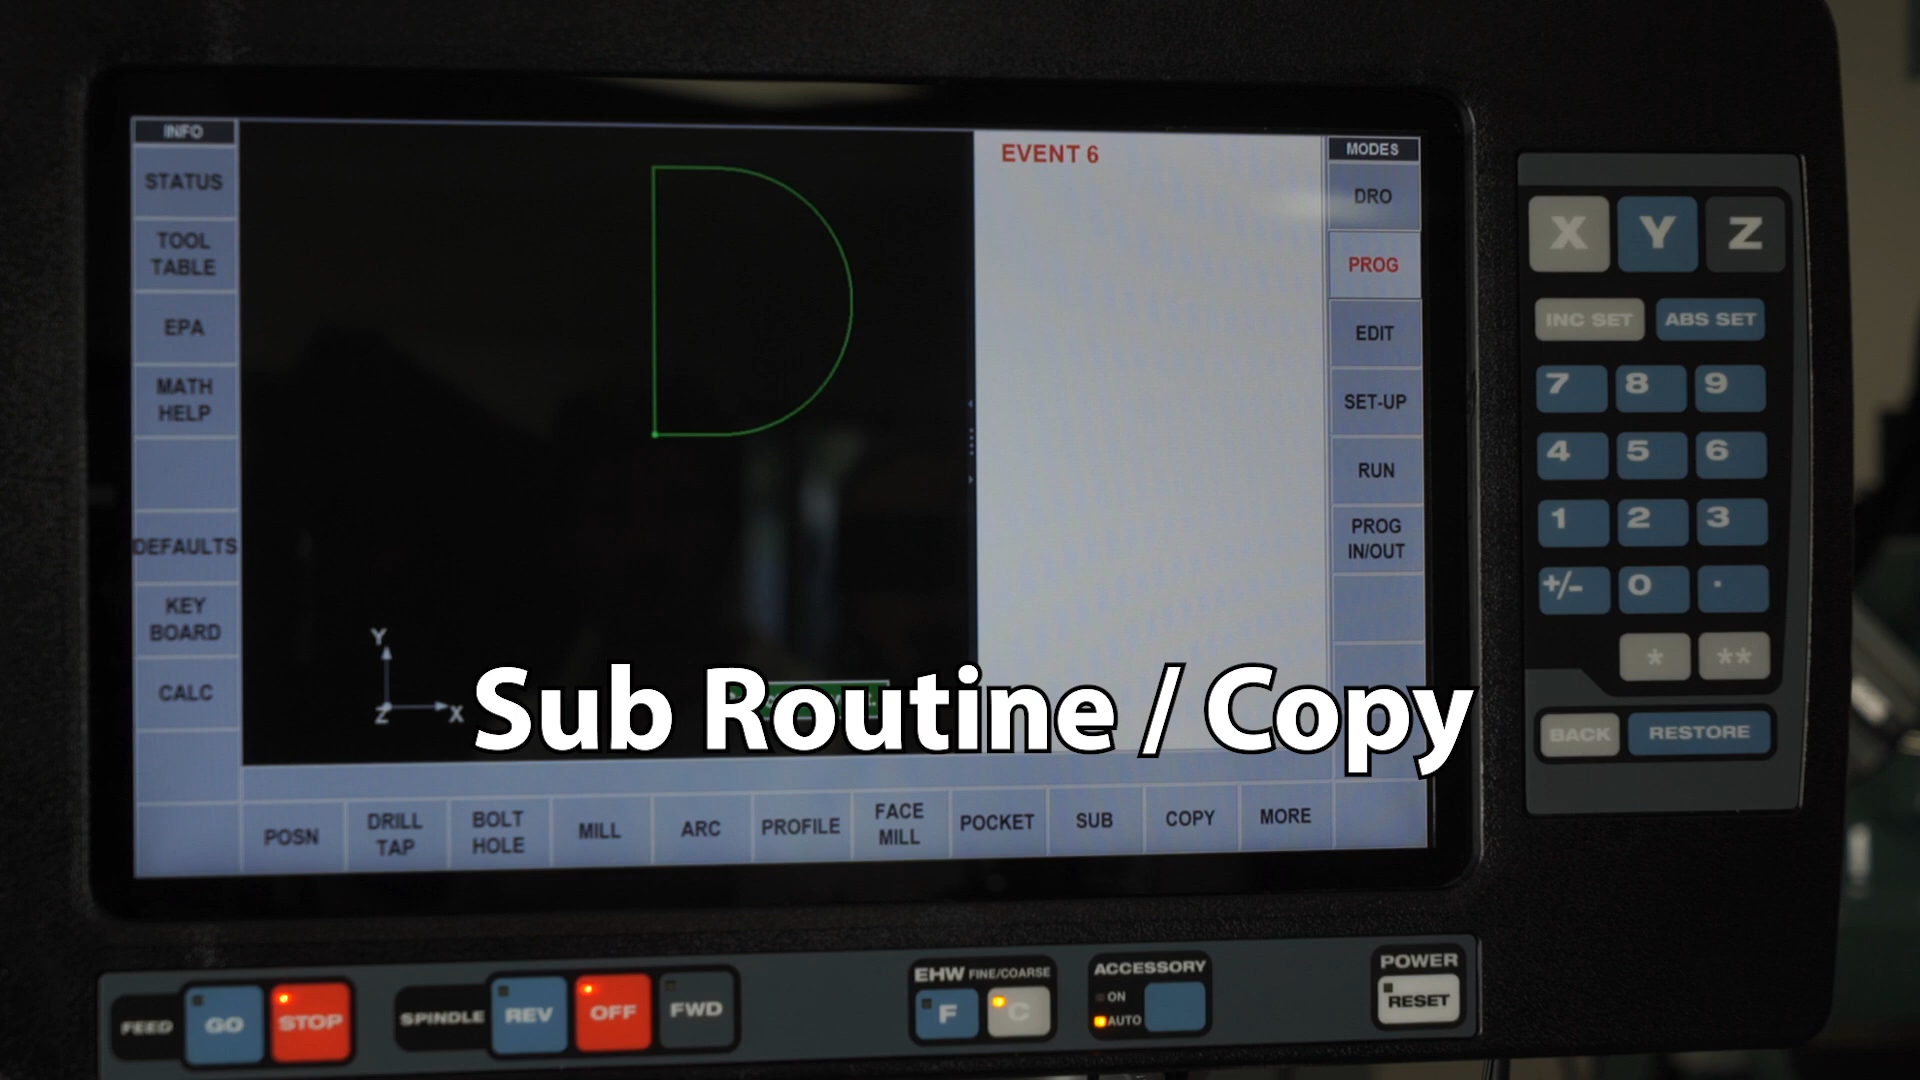 INFO
STATUS
TOOL
TABLE
EPA
MATH
HELP
DEFAULTS
KEY
BOARD
CALC
Y
Z
X
EVENT 6
MODES
DRO
PROG
EDIT
SET-UP
RUN
PROG
IN/OUT
Sub Routine / Copy
POSN
DRILL
TAP
BOLT
HOLE
MILL
ARC
PROFILE
FACE
MILL
POCKET
SUB
COPY
MORE
X Y Z
INC SET ABS SET
7 8 9
4 5 6
1 2 3
+/- 0 .
* **
BACK RESTORE
FEED GO STOP
SPINDLE REV OFF FWD
EHW FINE/COARSE
F C
ACCESSORY
ON
AUTO
POWER
RESET